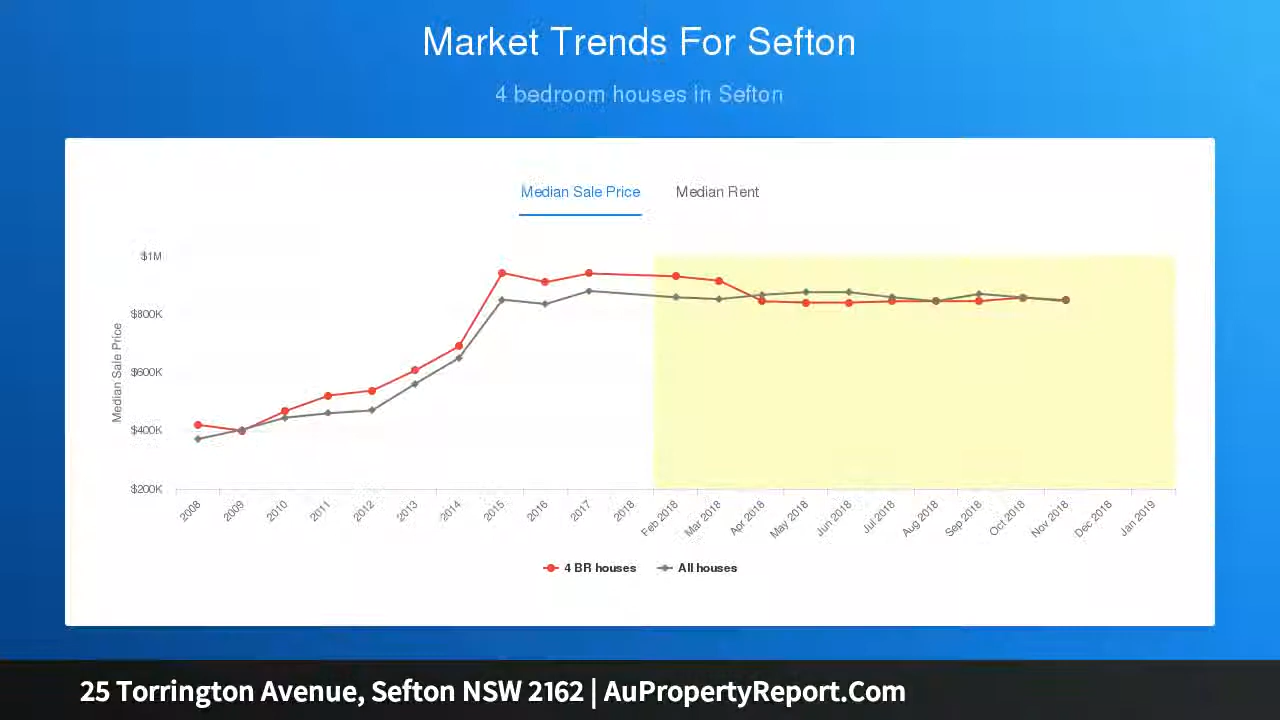 Market Trends For Sefton
4 bedroom houses in Sefton
Median Sale Price
Median Rent
Median Sale Price
$1M
$800K
$600K
$400K
$200K
2008
2009
2010
2011
2012
2013
2014
2015
2016
2017
2018
Feb 2018
Mar 2018
Apr 2018
May 2018
Jun 2018
Jul 2018
Aug 2018
Sep 2018
Oct 2018
Nov 2018
Dec 2018
Jan 2019
4 BR houses
All houses
25 Torrington Avenue, Sefton NSW 2162 | AuPropertyReport.Com